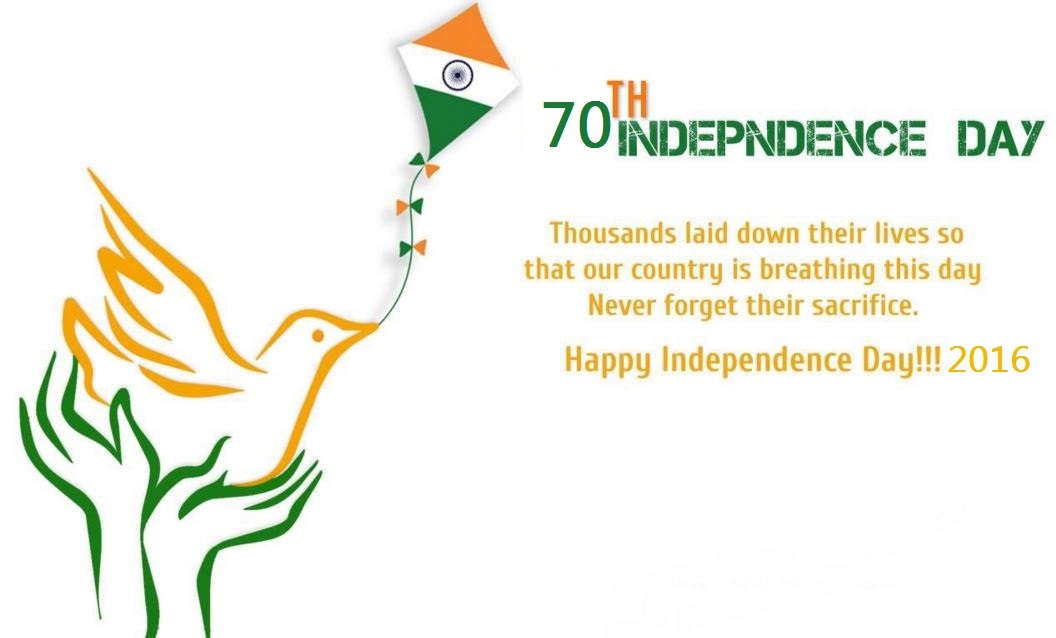 70TH INDEPNDENCE DAY
Thousands laid down their lives so
that our country is breathing this day
Never forget their sacrifice.
Happy Independence Day!!! 2016